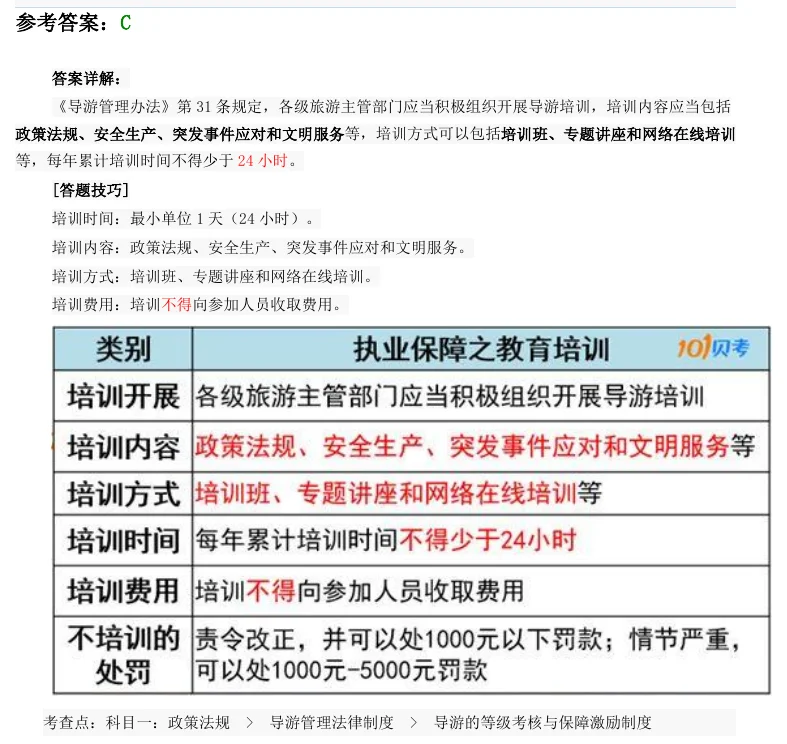 参考答案：C
答案详解：
《导游管理办法》第 31 条规定，各级旅游主管部门应当积极组织开展导游培训，培训内容应当包括
政策法规、安全生产、突发事件应对和文明服务等，培训方式可以包括培训班、专题讲座和网络在线培训
等，每年累计培训时间不得少于 24 小时。
[答题技巧]
培训时间：最小单位 1 天（24 小时）。
培训内容：政策法规、安全生产、突发事件应对和文明服务。
培训方式：培训班、专题讲座和网络在线培训。
培训费用：培训不得向参加人员收取费用。
类别 执业保障之教育培训 101贝考
培训开展 各级旅游主管部门应当积极组织开展导游培训
培训内容 政策法规、安全生产、突发事件应对和文明服务等
培训方式 培训班、专题讲座和网络在线培训等
培训时间 每年累计培训时间不得少于24小时
培训费用 培训不得向参加人员收取费用
不培训的 责令改正，并可以处1000元以下罚款；情节严重，
处罚 可以处1000元-5000元罚款
考查点：科目一：政策法规 > 导游管理法律制度 > 导游的等级考核与保障激励制度